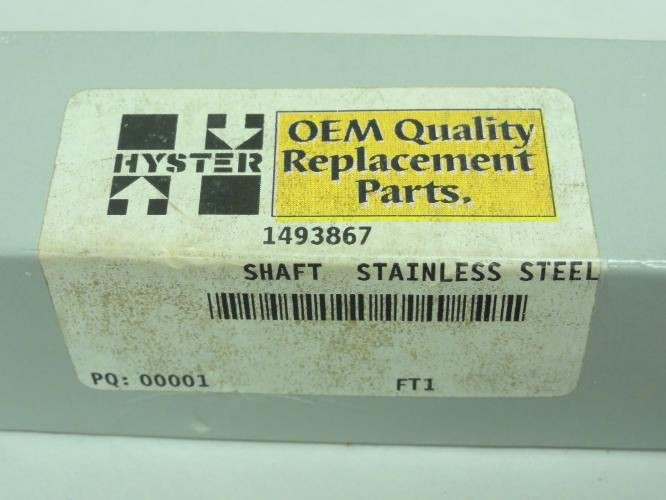 HYSTER
OEM Quality
Replacement
Parts.
1493867
SHAFT STAINLESS STEEL
PQ: 00001 FT1